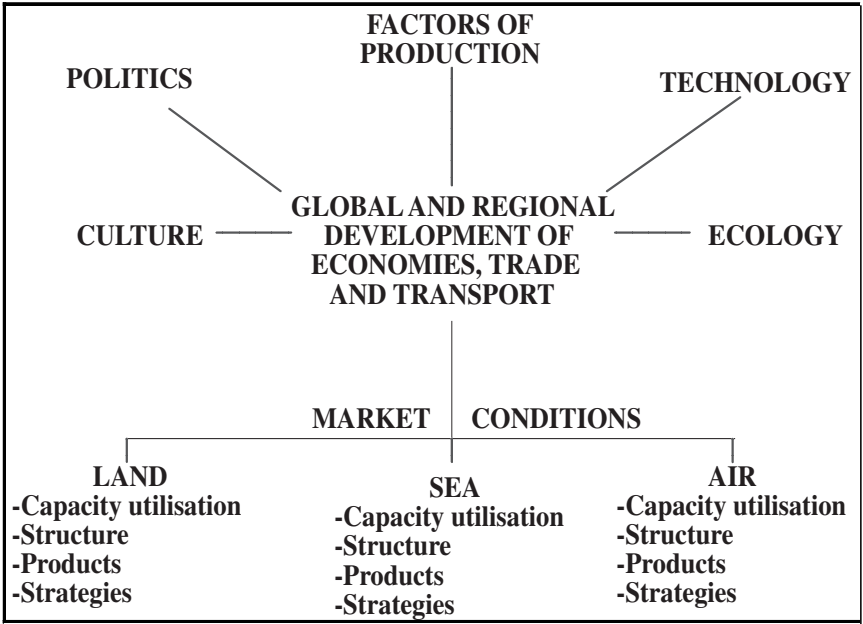 FACTORS OF
PRODUCTION
POLITICS
TECHNOLOGY
GLOBAL AND REGIONAL
CULTURE
DEVELOPMENT OF
ECOLOGY
ECONOMIES, TRADE
AND TRANSPORT
MARKET CONDITIONS
LAND
-Capacity utilisation
-Structure
-Products
-Strategies
SEA
-Capacity utilisation
-Structure
-Products
-Strategies
AIR
-Capacity utilisation
-Structure
-Products
-Strategies